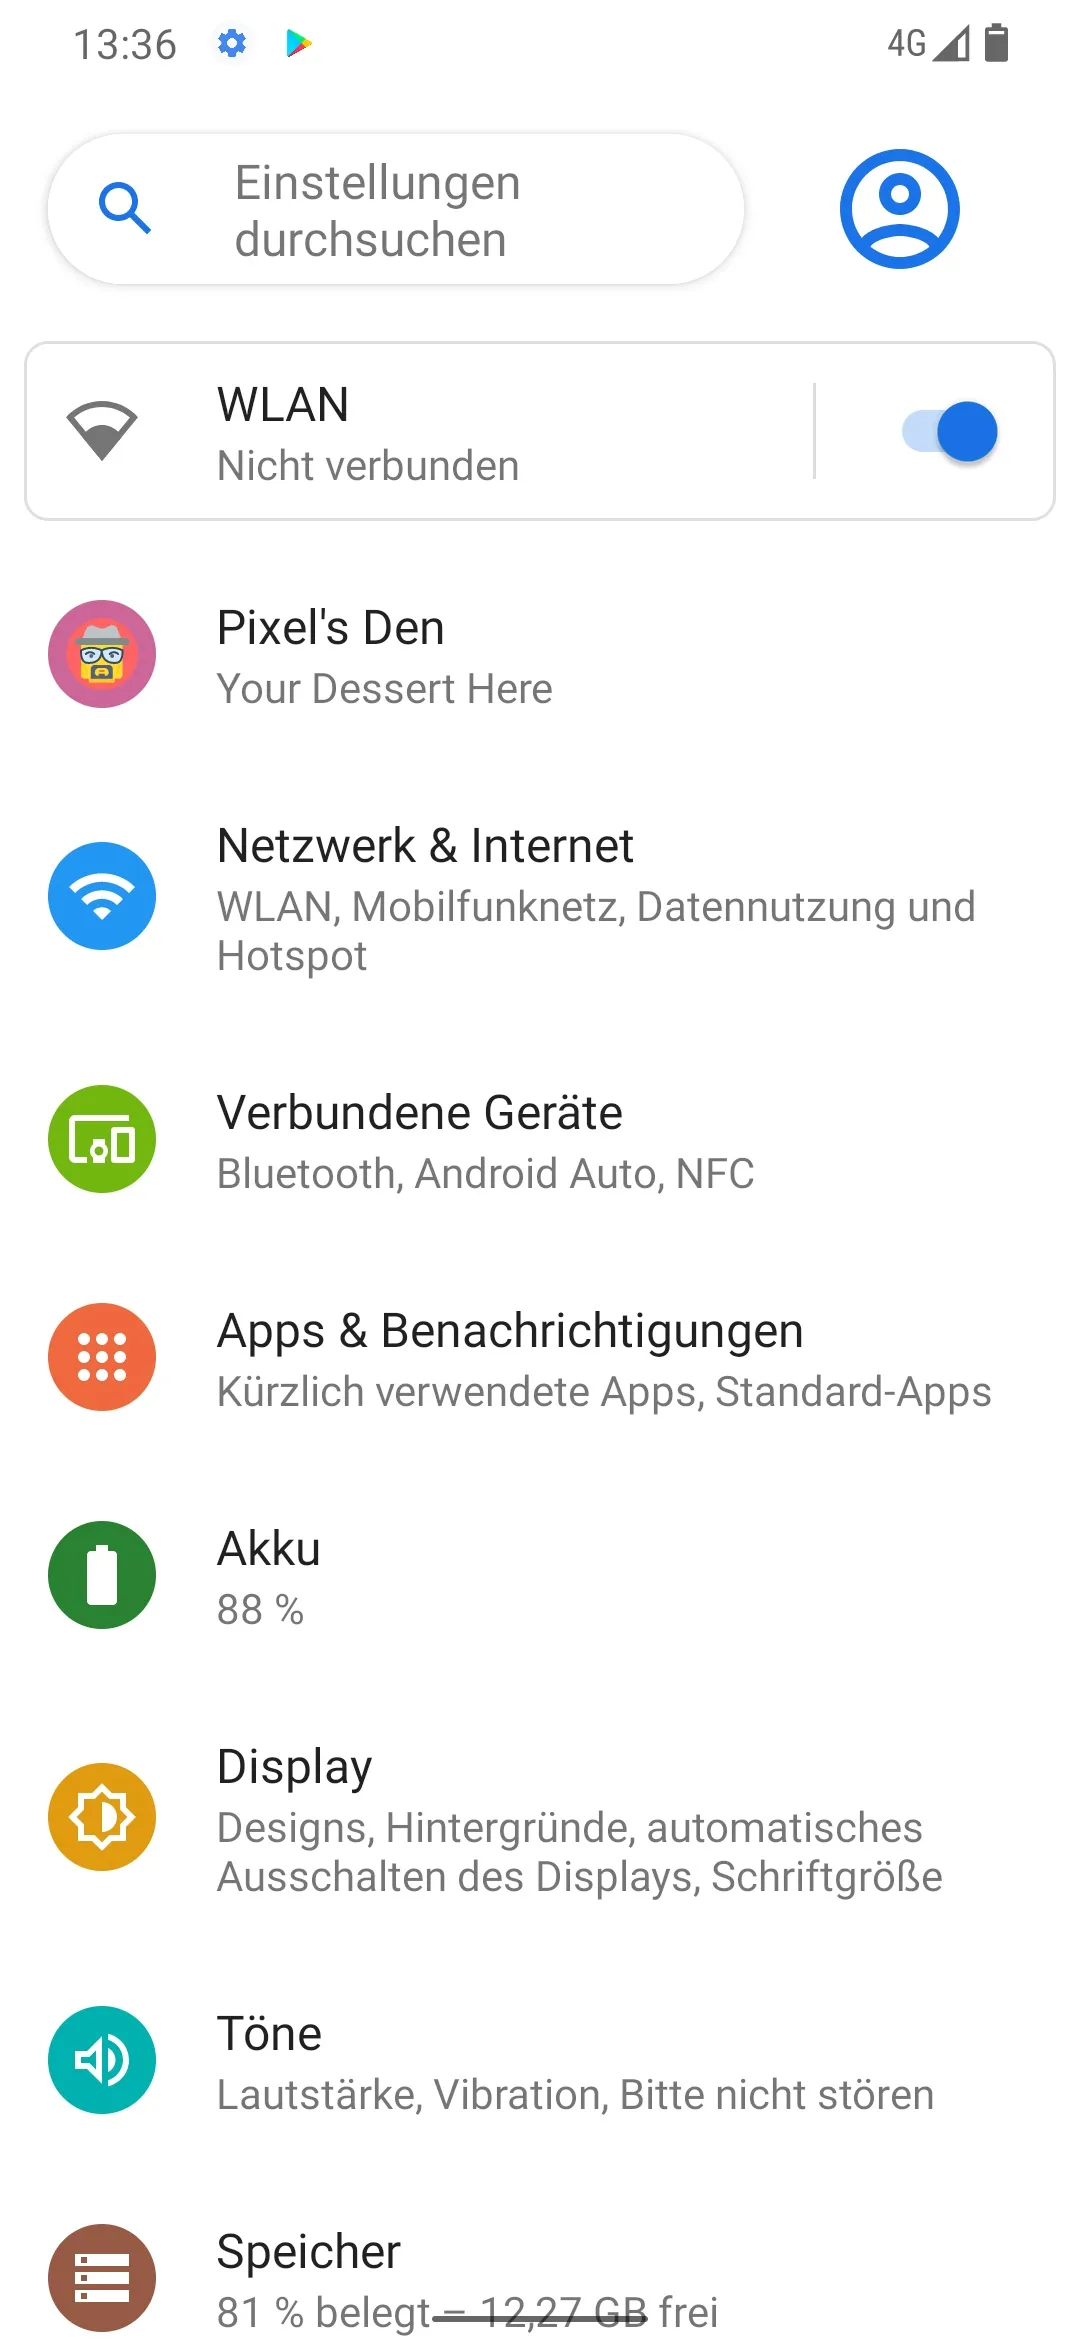 13:36
4G
Einstellungen
durchsuchen
WLAN
Nicht verbunden
Pixel's Den
Your Dessert Here
Netzwerk & Internet
WLAN, Mobilfunknetz, Datennutzung und
Hotspot
Verbundene Geräte
Bluetooth, Android Auto, NFC
Apps & Benachrichtigungen
Kürzlich verwendete Apps, Standard-Apps
Akku
88 %
Display
Designs, Hintergründe, automatisches
Ausschalten des Displays, Schriftgröße
Töne
Lautstärke, Vibration, Bitte nicht stören
Speicher
81 % belegt – 12,27 GB frei